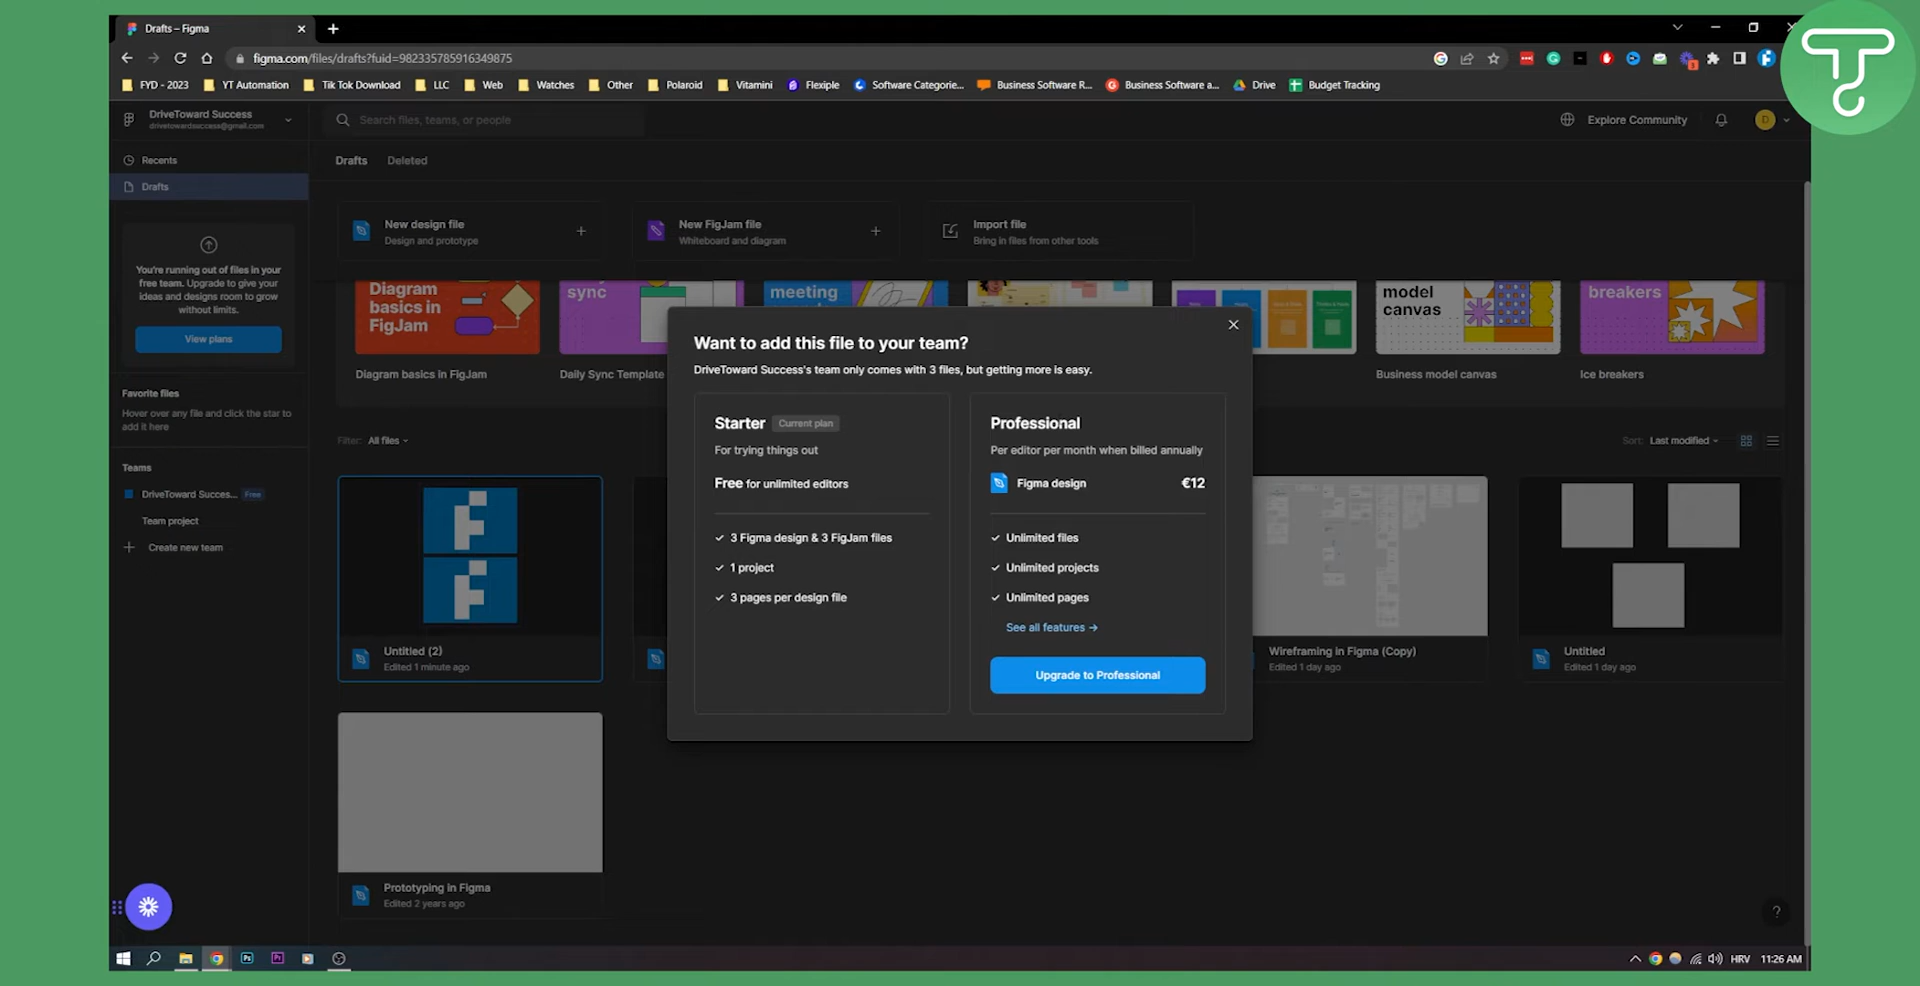 Drafts – Figma
figma.com/files/drafts?fuid=982335785916349875
FYD - 2023
YT Automation
Tik Tok Download
LLC
Web
Watches
Other
Polaroid
Vitamini
Flexiple
Software Categorie...
Business Software R...
Business Software a...
Drive
Budget Tracking
DriveToward Success
drivetowardsuccess@gmail.com
Search files, teams, or people
Explore Community
D
Recents
Drafts
Drafts
Deleted
New design file
Design and prototype
New FigJam file
Whiteboard and diagram
Import file
Bring in files from other tools
You're running out of files in your
free team. Upgrade to give your
ideas and designs room to grow
without limits.
View plans
Diagram
basics in
FigJam
sync
meeting
model
canvas
breakers
Diagram basics in FigJam
Daily Sync Template
Business model canvas
Ice breakers
Favorite files
Hover over any file and click the star to
add it here
Teams
DriveToward Succes...
Free
Team project
Create new team
Filter: All files
Sort: Last modified
Want to add this file to your team?
DriveToward Success's team only comes with 3 files, but getting more is easy.
Starter
Current plan
For trying things out
Free for unlimited editors
3 Figma design & 3 FigJam files
1 project
3 pages per design file
Professional
Per editor per month when billed annually
Figma design
€12
Unlimited files
Unlimited projects
Unlimited pages
See all features →
Upgrade to Professional
Untitled (2)
Edited 1 minute ago
Wireframing in Figma (Copy)
Edited 1 day ago
Untitled
Edited 1 day ago
Prototyping in Figma
Edited 2 years ago
?
Ps
Pr
HRV
11:26 AM